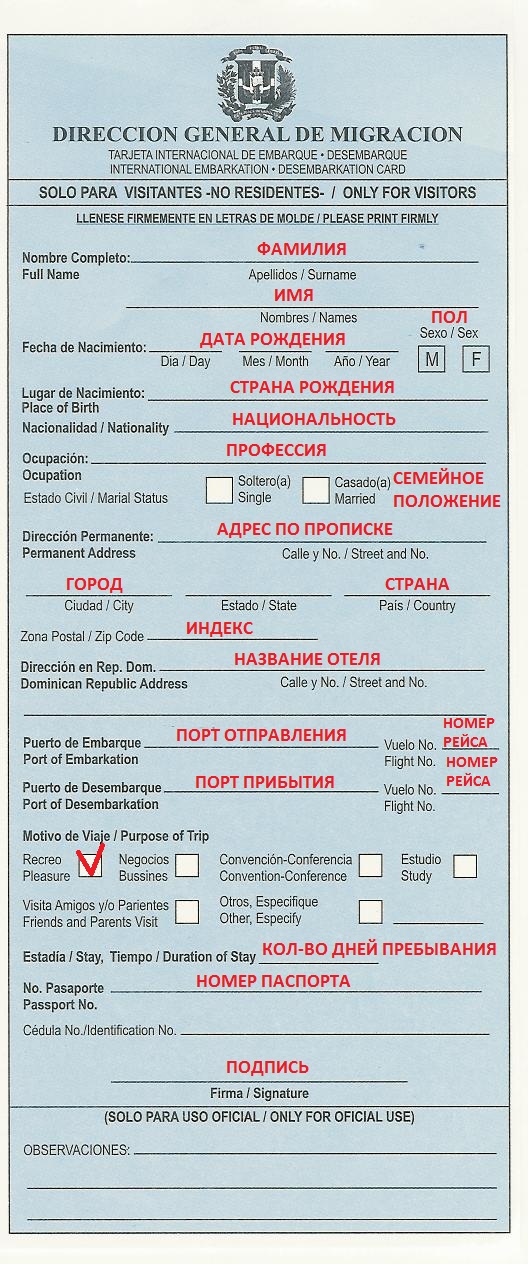 DIRECCION GENERAL DE MIGRACION
TARJETA INTERNACIONAL DE EMBARQUE • DESEMBARQUE
INTERNATIONAL EMBARKATION • DESEMBARKATION CARD
SOLO PARA VISITANTES -NO RESIDENTES- / ONLY FOR VISITORS
LLENESE FIRMEMENTE EN LETRAS DE MOLDE / PLEASE PRINT FIRMLY
Nombre Completo: ФАМИЛИЯ
Full Name Apellidos / Surname
ИМЯ
Nombres / Names
ПОЛ
Sexo / Sex
Fecha de Nacimiento: ДАТА РОЖДЕНИЯ
Dia / Day Mes / Month Año / Year M F
Lugar de Nacimiento: СТРАНА РОЖДЕНИЯ
Place of Birth
Nacionalidad / Nationality НАЦИОНАЛЬНОСТЬ
Ocupación: ПРОФЕССИЯ
Ocupation
Estado Civil / Marial Status Soltero(a) Single Casado(a) Married СЕМЕЙНОЕ ПОЛОЖЕНИЕ
Dirección Permanente: АДРЕС ПО ПРОПИСКЕ
Permanent Address Calle y No. / Street and No.
ГОРОД СТРАНА
Ciudad / City Estado / State País / Country
Zona Postal / Zip Code ИНДЕКС
Dirección en Rep. Dom. НАЗВАНИЕ ОТЕЛЯ
Dominican Republic Address Calle y No. / Street and No.
Puerto de Embarque ПОРТ ОТПРАВЛЕНИЯ Vuelo No. НОМЕР РЕЙСА
Port of Embarkation Flight No.
Puerto de Desembarque ПОРТ ПРИБЫТИЯ Vuelo No. НОМЕР РЕЙСА
Port of Desembarkation Flight No.
Motivo de Viaje / Purpose of Trip
Recreo Negocios Convención-Conferencia Estudio
Pleasure Bussines Convention-Conference Study
Visita Amigos y/o Parientes Otros, Especifique
Friends and Parents Visit Other, Especify
Estadía / Stay, Tiempo / Duration of Stay КОЛ-ВО ДНЕЙ ПРЕБЫВАНИЯ
No. Pasaporte НОМЕР ПАСПОРТА
Passport No.
Cédula No./Identification No.
ПОДПИСЬ
Firma / Signature
(SOLO PARA USO OFICIAL / ONLY FOR OFICIAL USE)
OBSERVACIONES: